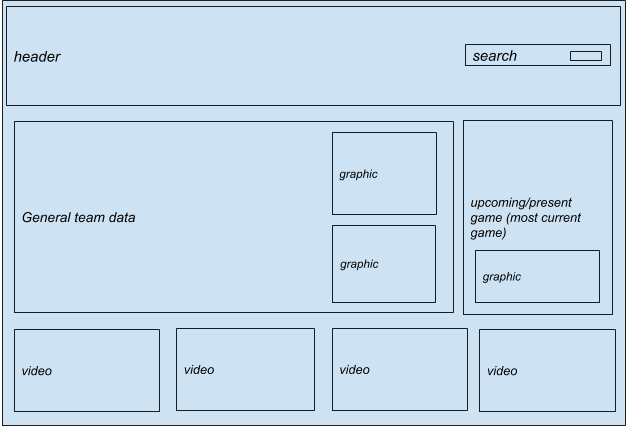 header
search
graphic
General team data
graphic
upcoming/present
game (most current
game)
graphic
video
video
video
video